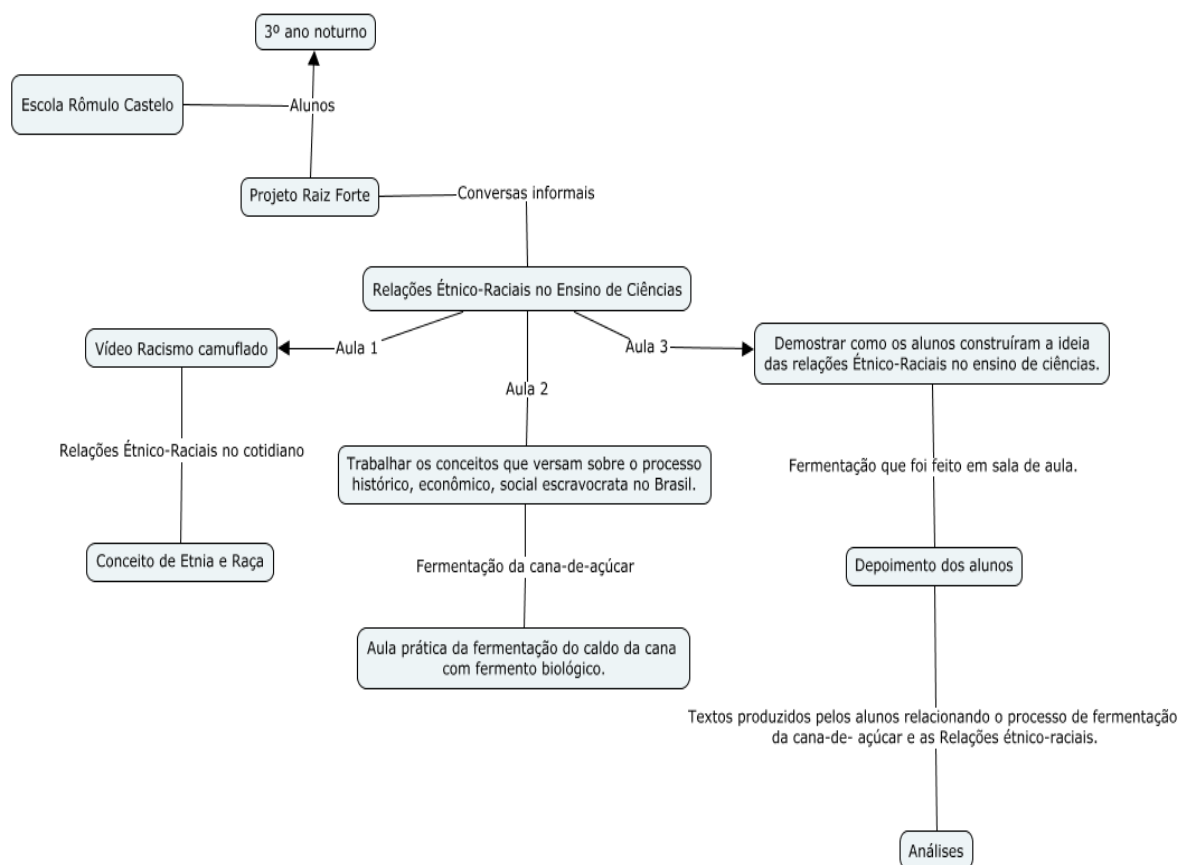 3º ano noturno
Escola Rômulo Castelo
Alunos
Projeto Raiz Forte
Conversas informais
Relações Étnico-Raciais no Ensino de Ciências
Vídeo Racismo camuflado
Aula 1
Aula 2
Aula 3
Demostrar como os alunos construíram a ideia
das relações Étnico-Raciais no ensino de ciências.
Relações Étnico-Raciais no cotidiano
Trabalhar os conceitos que versam sobre o processo
histórico, econômico, social escravocrata no Brasil.
Fermentação que foi feito em sala de aula.
Conceito de Etnia e Raça
Fermentação da cana-de-açúcar
Depoimento dos alunos
Aula prática da fermentação do caldo da cana
com fermento biológico.
Textos produzidos pelos alunos relacionando o processo de fermentação
da cana-de- açúcar e as Relações étnico-raciais.
Análises